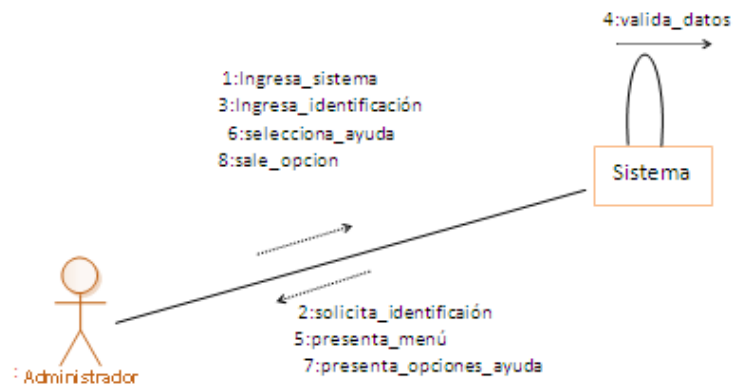 4:valida_datos
1:Ingresa_sistema
3:Ingresa_identificación
6:selecciona_ayuda
8:sale_opcion
Sistema
2:solicita_identificaión
5:presenta_menú
7:presenta_opciones_ayuda
: Administrador